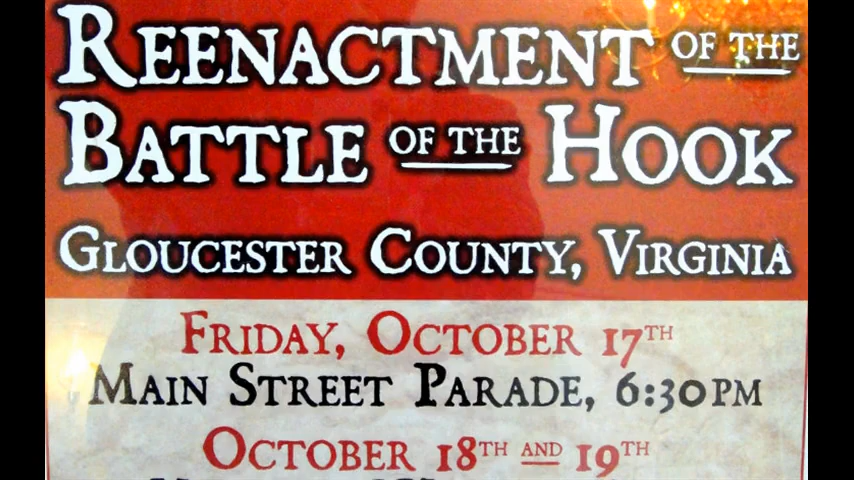 Reenactment of the
Battle of the Hook
Gloucester County, Virginia
Friday, October 17th
Main Street Parade, 6:30pm
October 18th and 19th